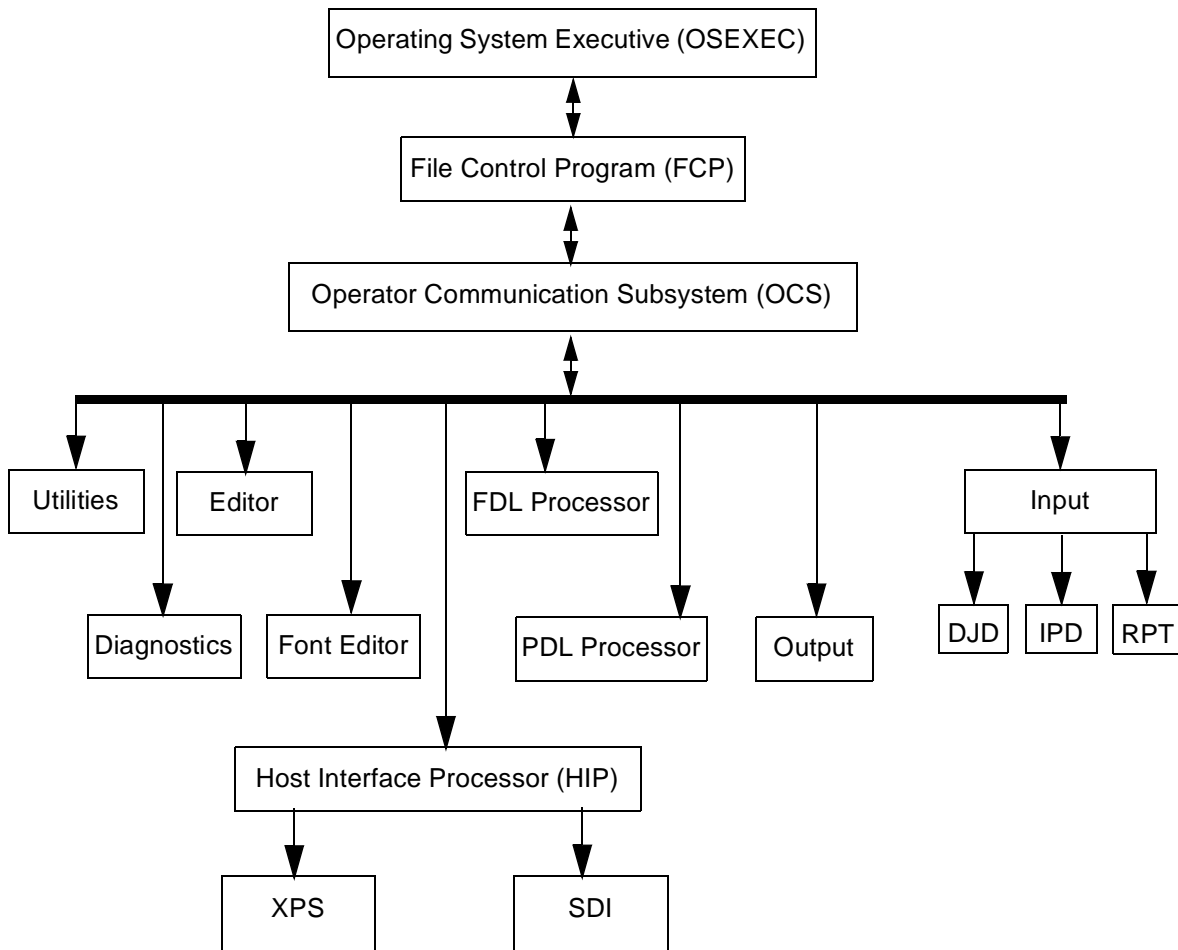 Operating System Executive (OSEXEC)
File Control Program (FCP)
Operator Communication Subsystem (OCS)
Utilities
Editor
FDL Processor
Input
Diagnostics
Font Editor
PDL Processor
Output
DJD
IPD
RPT
Host Interface Processor (HIP)
XPS
SDI